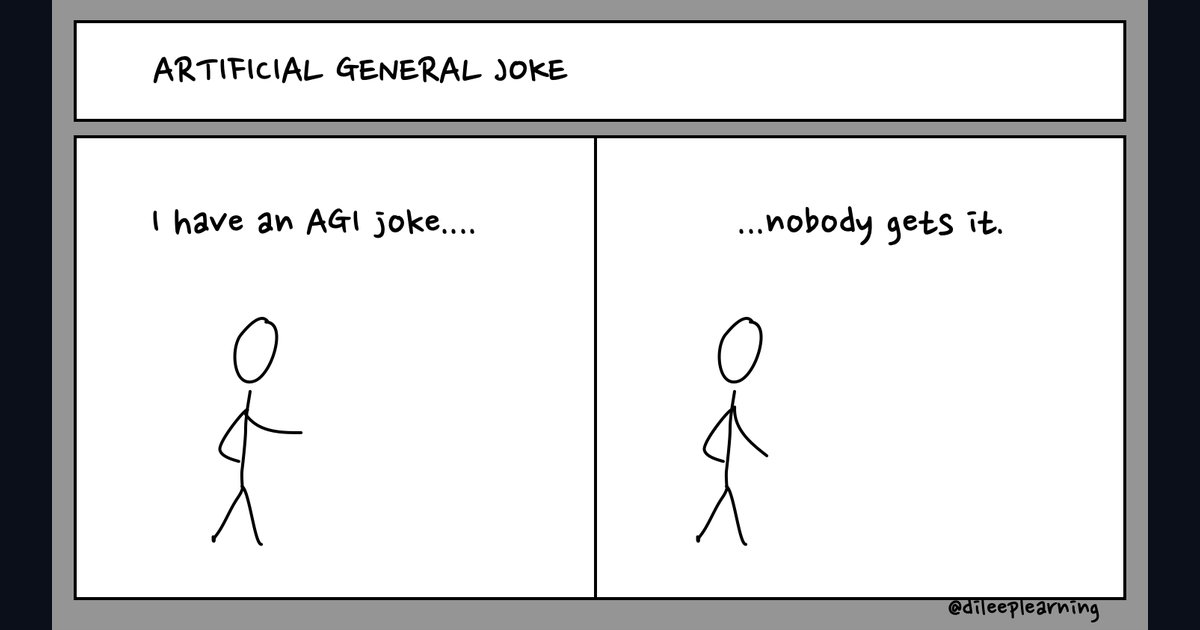 ARTIFICIAL GENERAL JOKE
I have an AGI joke....
...nobody gets it.
@dileeplearning